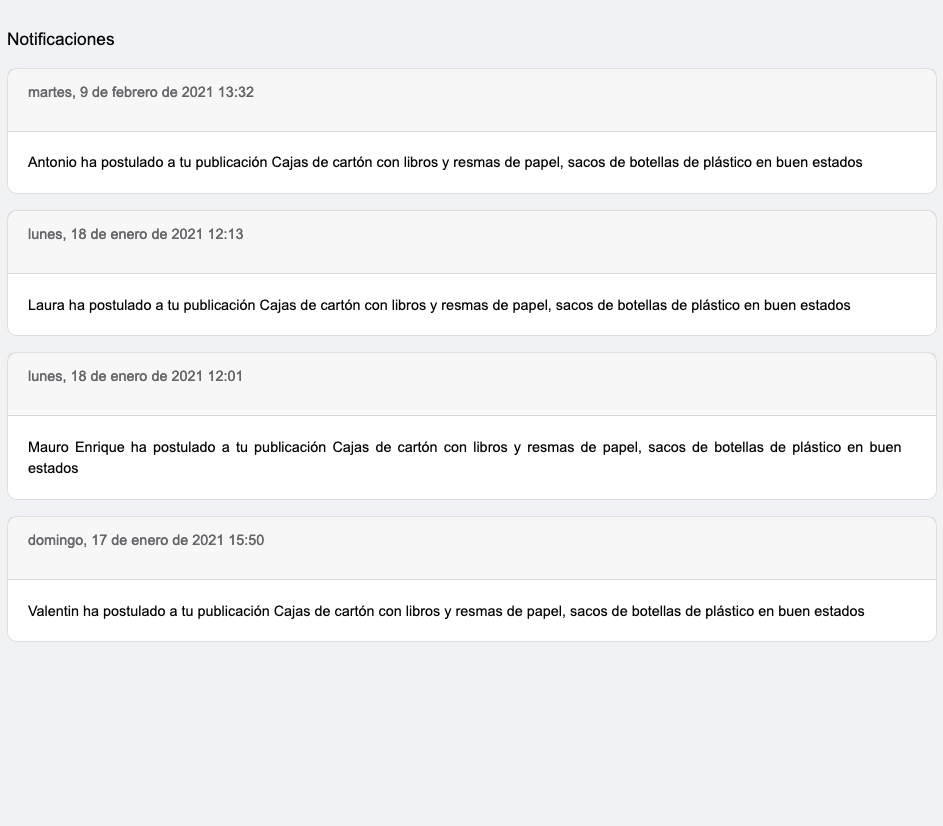 Notificaciones
martes, 9 de febrero de 2021 13:32
Antonio ha postulado a tu publicación Cajas de cartón con libros y resmas de papel, sacos de botellas de plástico en buen estados
lunes, 18 de enero de 2021 12:13
Laura ha postulado a tu publicación Cajas de cartón con libros y resmas de papel, sacos de botellas de plástico en buen estados
lunes, 18 de enero de 2021 12:01
Mauro Enrique ha postulado a tu publicación Cajas de cartón con libros y resmas de papel, sacos de botellas de plástico en buen
estados
domingo, 17 de enero de 2021 15:50
Valentin ha postulado a tu publicación Cajas de cartón con libros y resmas de papel, sacos de botellas de plástico en buen estados